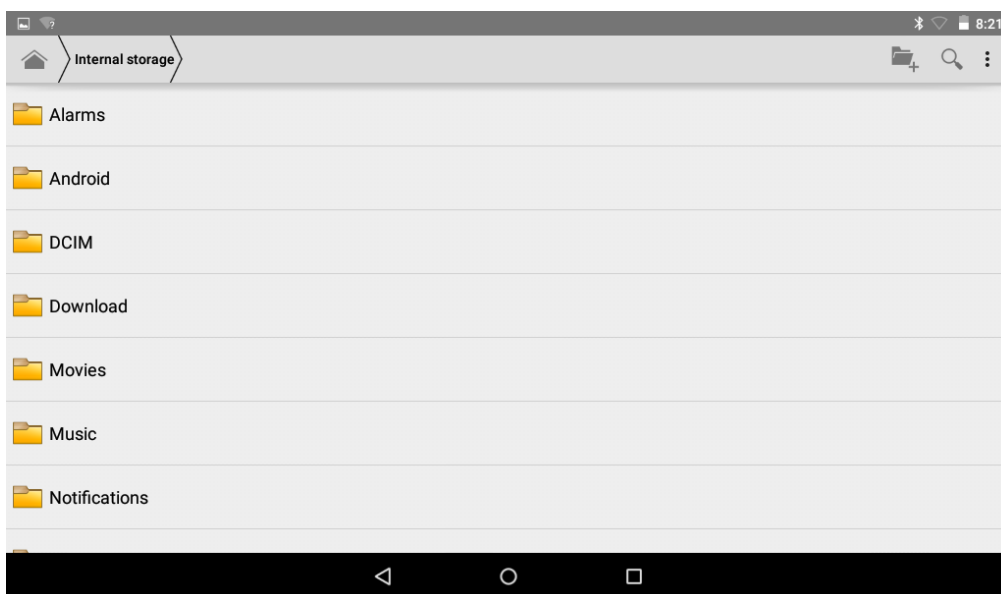 8:21
Internal storage
Alarms
Android
DCIM
Download
Movies
Music
Notifications